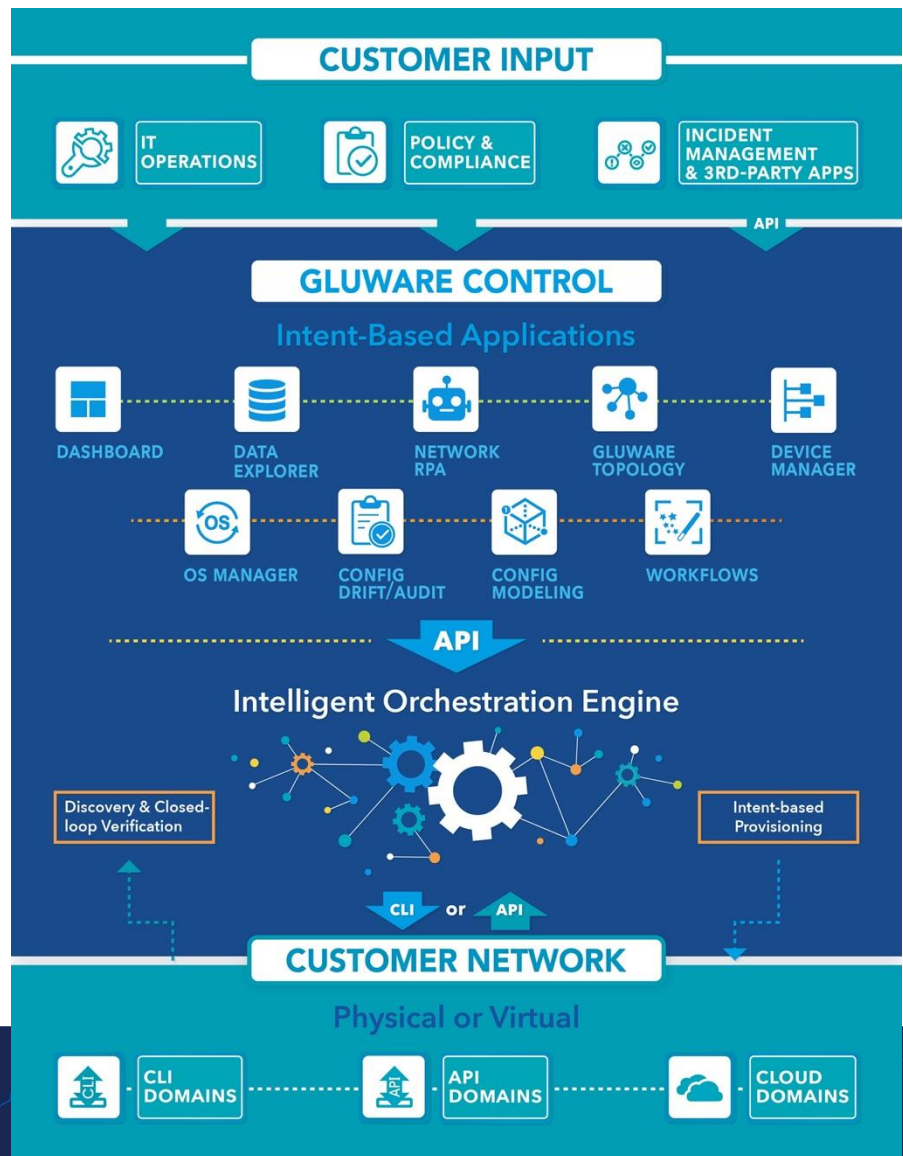 CUSTOMER INPUT
IT
OPERATIONS
POLICY &
COMPLIANCE
INCIDENT
MANAGEMENT
& 3RD-PARTY APPS
API
GLUWARE CONTROL
Intent-Based Applications
DASHBOARD
DATA
EXPLORER
NETWORK
RPA
GLUWARE
TOPOLOGY
DEVICE
MANAGER
OS
OS MANAGER
CONFIG
DRIFT/AUDIT
CONFIG
MODELING
WORKFLOWS
API
Intelligent Orchestration Engine
Discovery & Closed-
loop Verification
Intent-based
Provisioning
CLI or API
CUSTOMER NETWORK
Physical or Virtual
CLI
CLI
DOMAINS
API
API
DOMAINS
CLOUD
DOMAINS